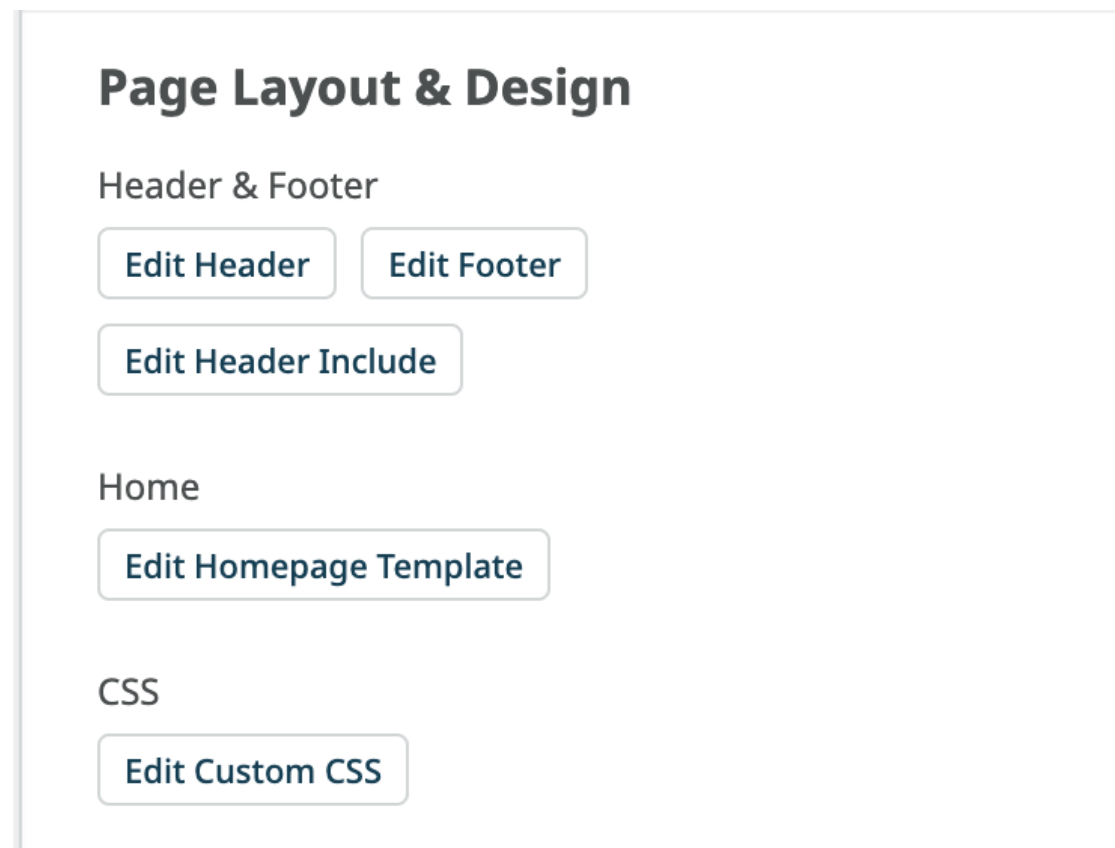 Page Layout & Design
Header & Footer
Edit Header Edit Footer
Edit Header Include
Home
Edit Homepage Template
CSS
Edit Custom CSS